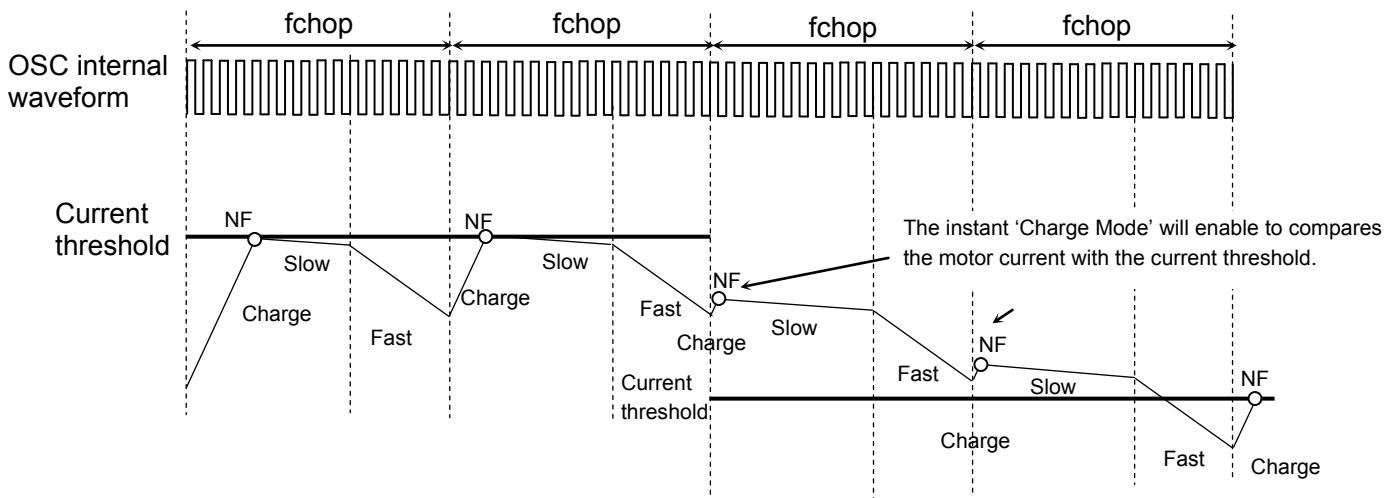 fchop
fchop
fchop
fchop
OSC internal
waveform
Current
threshold
NF
Slow
Charge
Fast
NF
Charge
Slow
Fast
The instant ‘Charge Mode’ will enable to compares
the motor current with the current threshold.
NF
Charge
Slow
Fast
Current
threshold
NF
Slow
Charge
Fast
NF
Charge